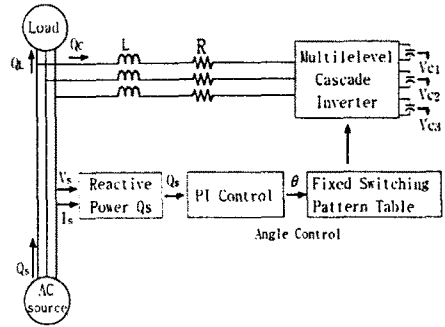 Load
Qc
L
R
QL
Multilelevel
Cascade
Inverter
Vc1
Vc2
Vc3
Vs
Is
Reactive
Power Qs
Qs
PI Control
θ
Fixed Switching
Pattern Table
Angle Control
Qs
AC
source